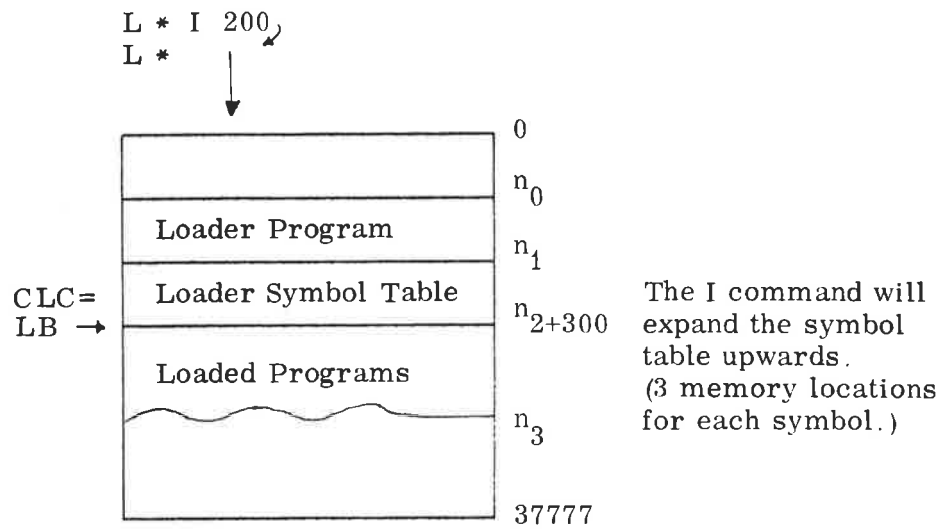 L * I 200
L *
0
n0
Loader Program
n1
CLC=
LB →
Loader Symbol Table
n2+300
The I command will
expand the symbol
table upwards.
(3 memory locations
for each symbol.)
Loaded Programs
n3
37777